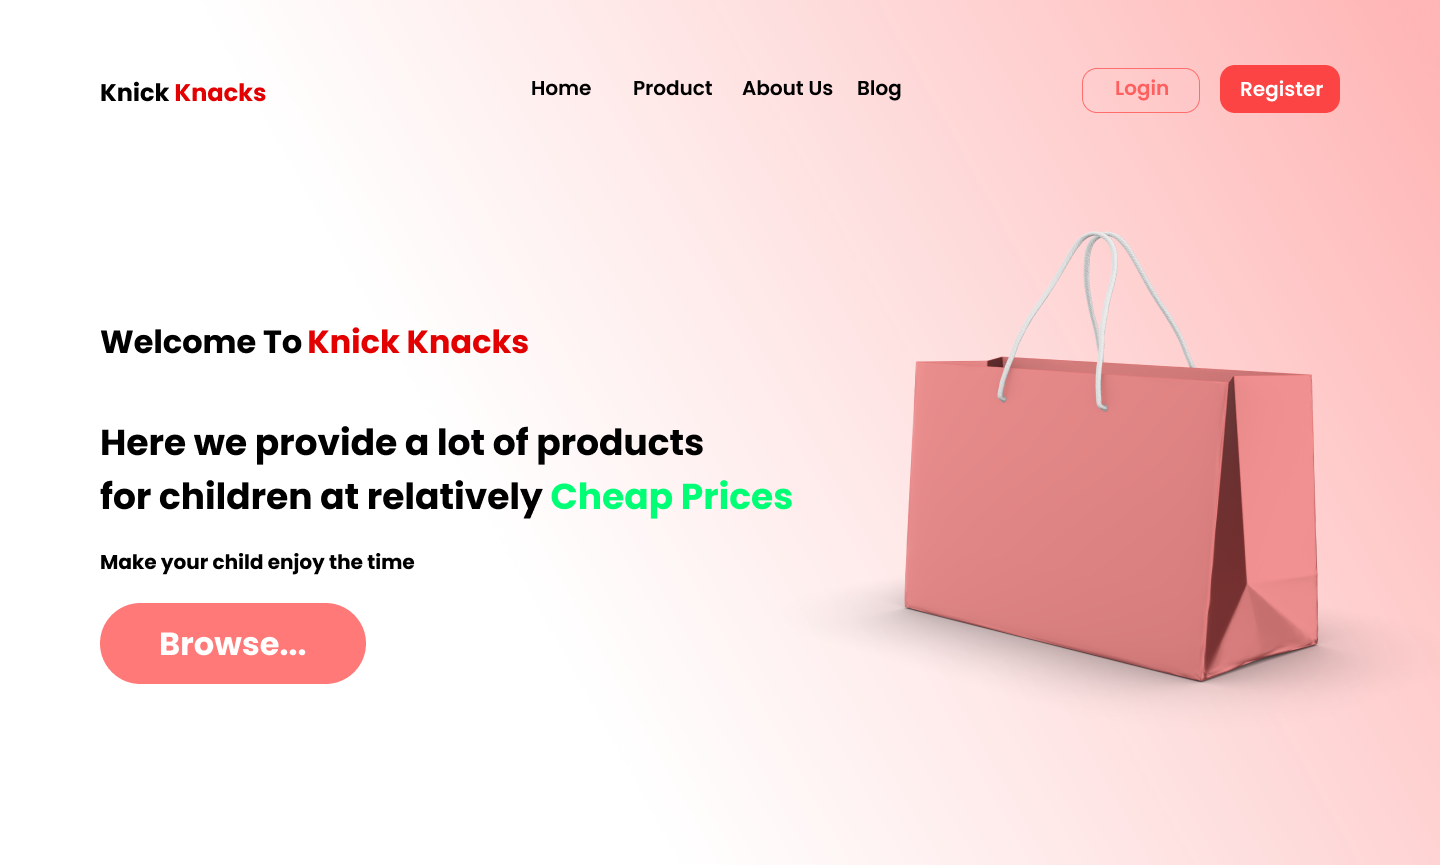 Knick Knacks
Home Product About Us Blog
Login
Register
Welcome To Knick Knacks
Here we provide a lot of products
for children at relatively Cheap Prices
Make your child enjoy the time
Browse...